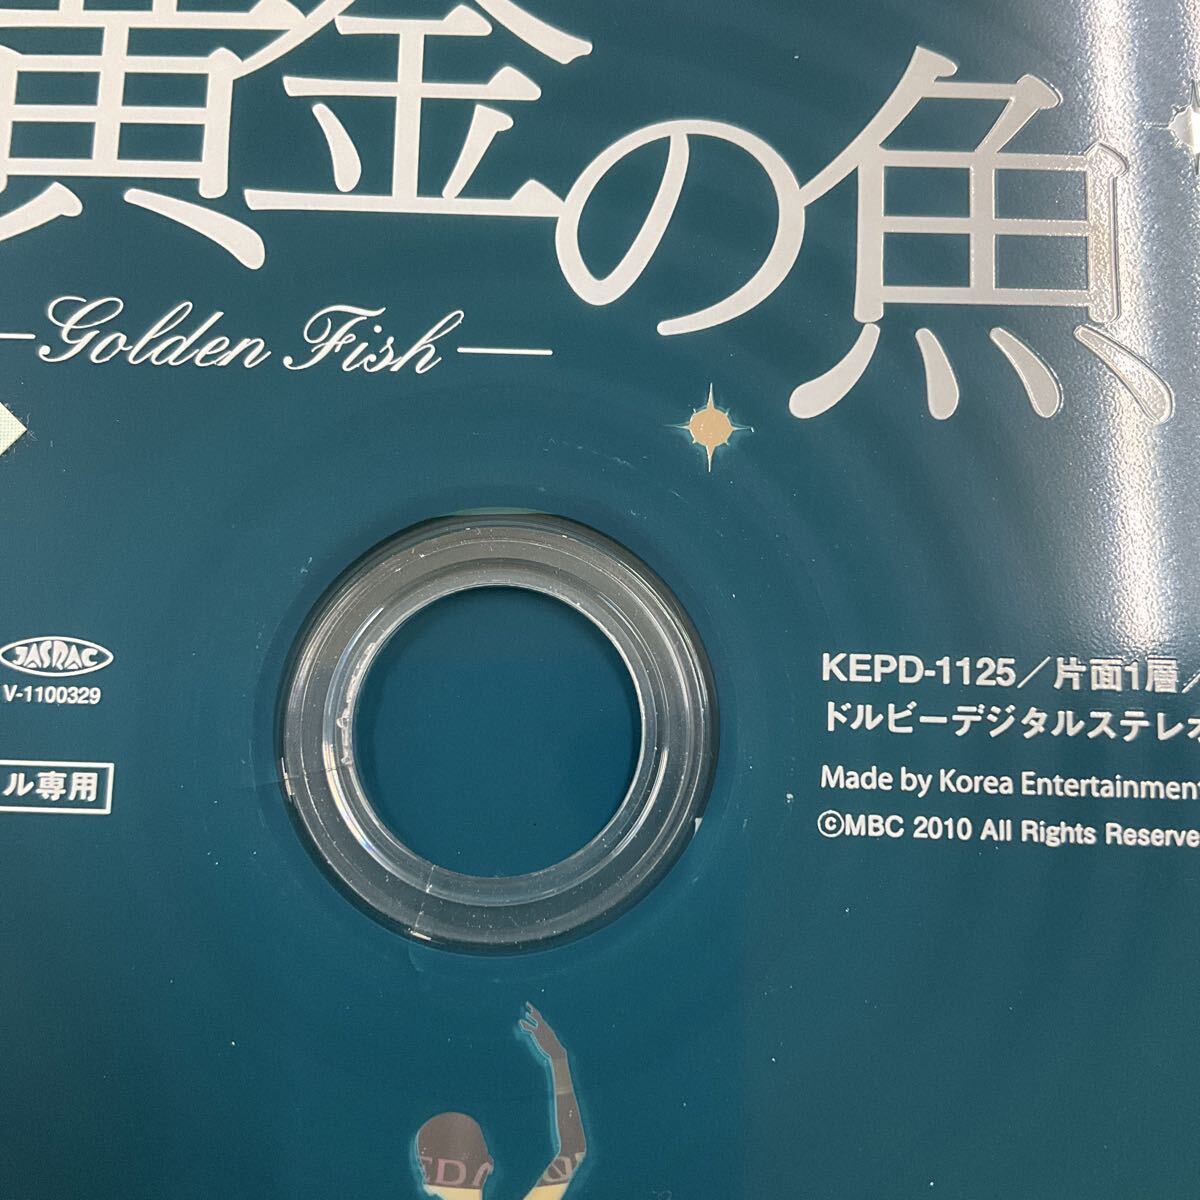 黄金の魚
Golden Fish
JASRAC
V-1100329
ル専用
KEPD-1125／片面1層／
ドルビーデジタルステレオ
Made by Korea Entertainment
©MBC 2010 All Rights Reserve
EDA